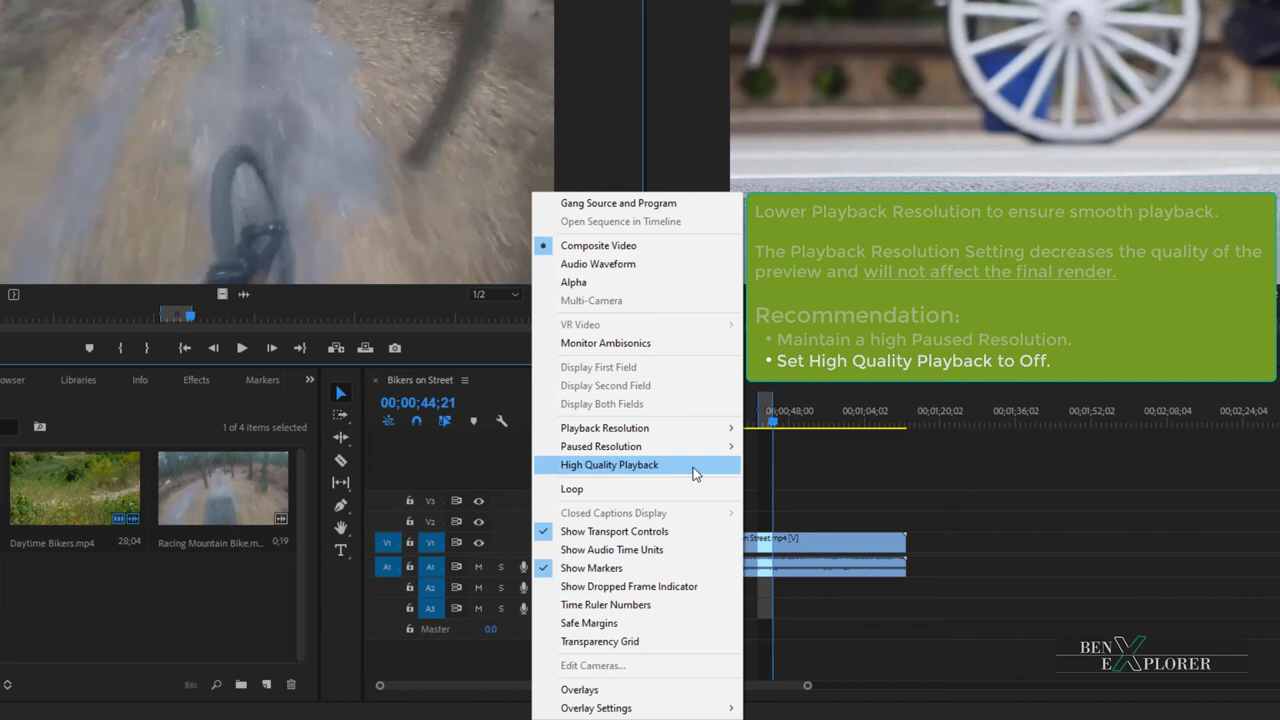 Gang Source and Program
Open Sequence in Timeline
Composite Video
Audio Waveform
Alpha
Multi-Camera
VR Video
Monitor Ambisonics
Display First Field
Display Second Field
Display Both Fields
Playback Resolution
Paused Resolution
High Quality Playback
Loop
Closed Captions Display
Show Transport Controls
Show Audio Time Units
Show Markers
Show Dropped Frame Indicator
Time Ruler Numbers
Safe Margins
Transparency Grid
Edit Cameras...
Overlays
Overlay Settings
Lower Playback Resolution to ensure smooth playback.
The Playback Resolution Setting decreases the quality of the
preview and will not affect the final render.
Recommendation:
• Maintain a high Paused Resolution.
• Set High Quality Playback to Off.
1/2
owser Libraries Info Effects Markers
1 of 4 items selected
Daytime Bikers.mp4 28;04
Racing Mountain Bike.m... 0;19
× Bikers on Street
00;00;44;21
00;00;48;00 00;01;04;02 00;01;20;02 00;01;36;02 00;01;52;02 00;02;08;04 00;02;24;04
V3
V2
V1 V1
A1 A1 M S
A2 M S
A3 M S
Master 0.0
n Street.mp4 [V]
BEN
EXPLORER